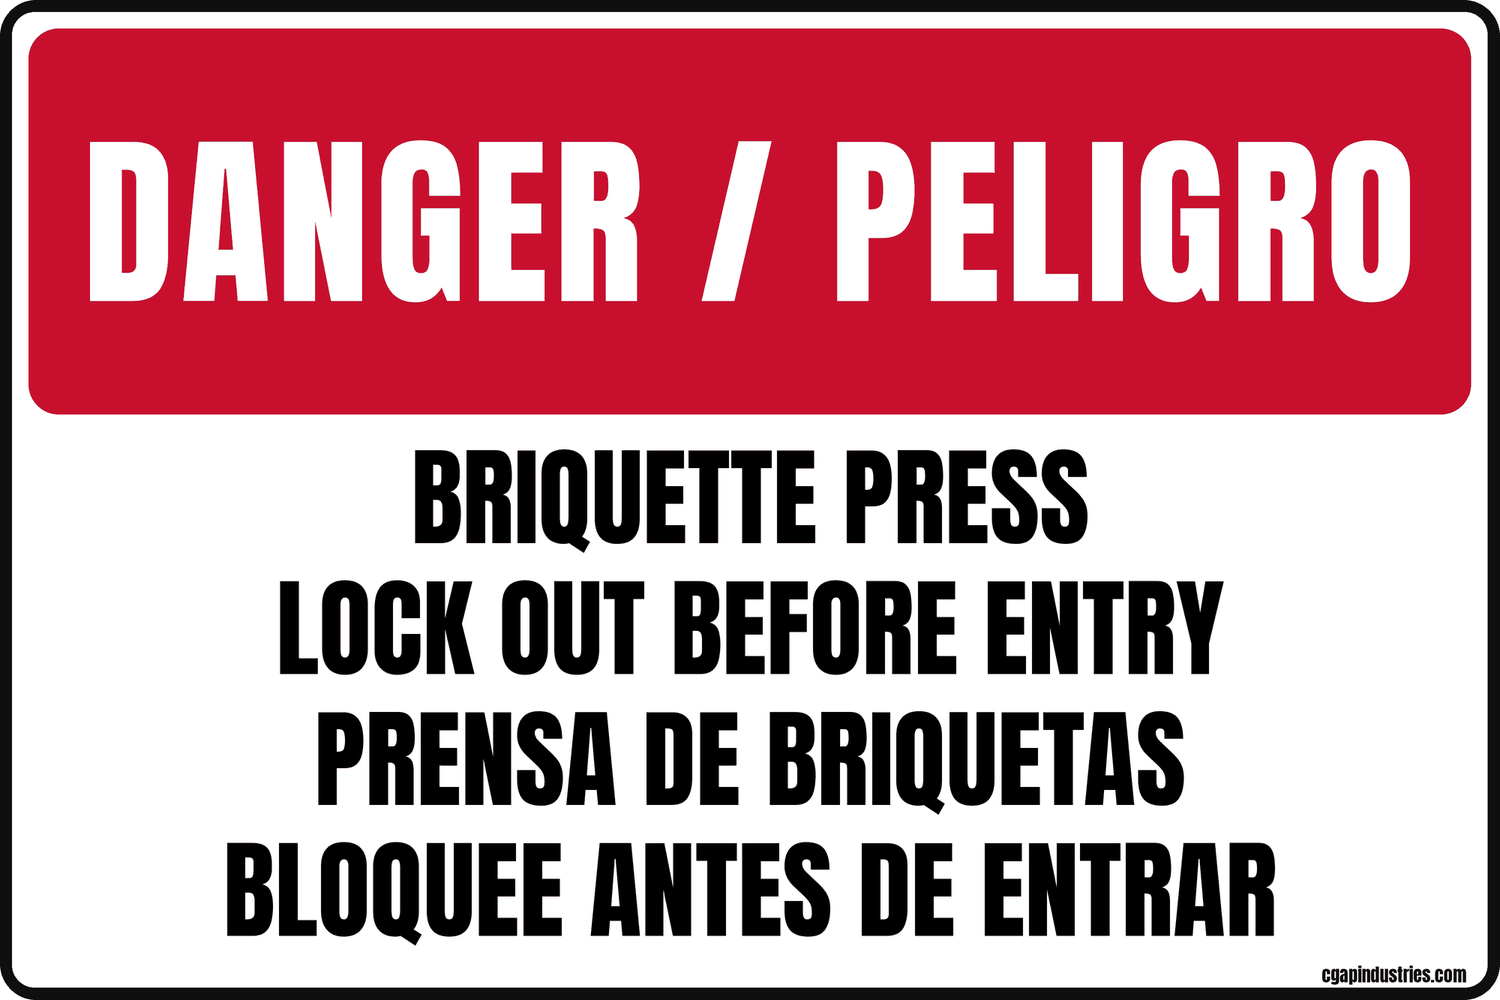 DANGER / PELIGRO
BRIQUETTE PRESS
LOCK OUT BEFORE ENTRY
PRENSA DE BRIQUETAS
BLOQUEE ANTES DE ENTRAR
cgapindustries.com